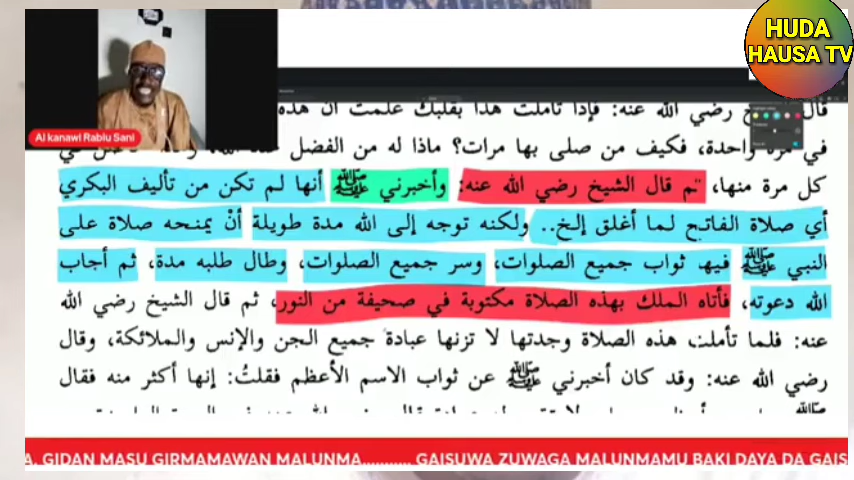 HUDA
HAUSA TV
Al kanawi Rabiu Sani
رضي الله عنه: فإذا تأملت هذا بقلبك علمت أن هذه
في مرة واحدة، فكيف من صلى بها مرات؟ ماذا له من الفضل
كل مرة منها، ثم قال الشيخ رضي الله عنه: وأخبرني ﷺ أنها لم تكن من تأليف البكري
أي صلاة الفاتح لما أغلق إلخ.. ولكنه توجه إلى الله مدة طويلة أنْ يمنحه صلاة على
النبي ﷺ فيها ثواب جميع الصلوات، وسر جميع الصلوات، وطال طلبه مدة، ثم أجاب
الله دعوته، فأتاه الملك بهذه الصلاة مكتوبة في صحيفة من النور، ثم قال الشيخ رضي الله
عنه: فلما تأملت هذه الصلاة وجدتها لا تزنها عبادة جميع الجن والإنس والملائكة، وقال
رضي الله عنه: وقد كان أخبرني ﷺ عن ثواب الاسم الأعظم فقلتُ: إنها أكثر منه فقال
A. GIDAN MASU GIRMAMAWAN MALUNMA.......... GAISUWA ZUWAGA MALUNMAMU BAKI DAYA DA GAIS